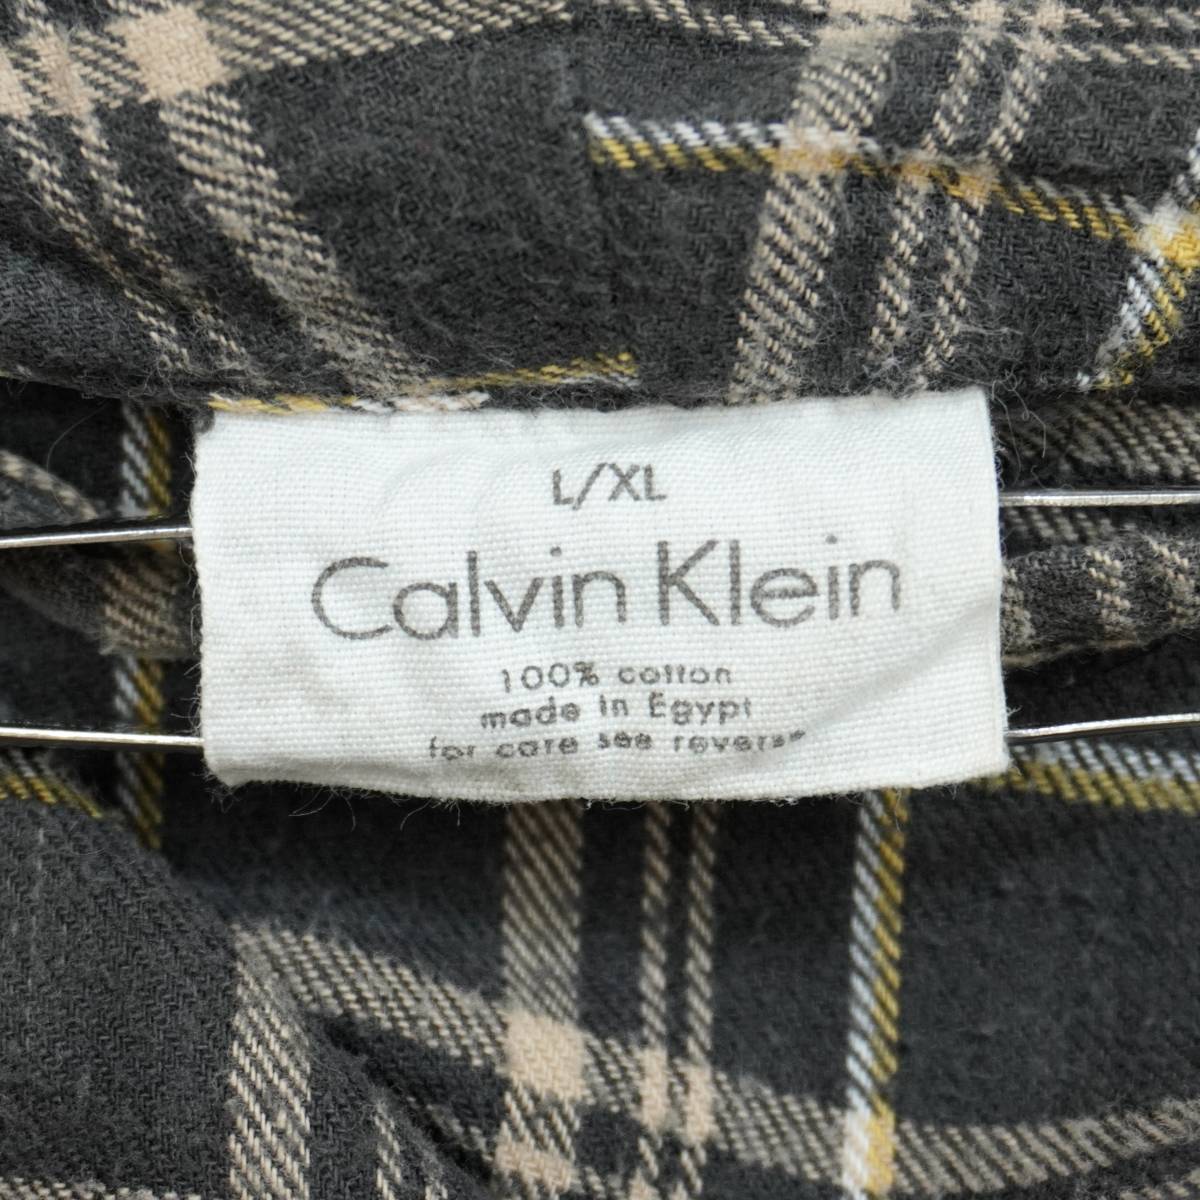 L/XL
Calvin Klein
100% cotton
made in Egypt
for care see reverse